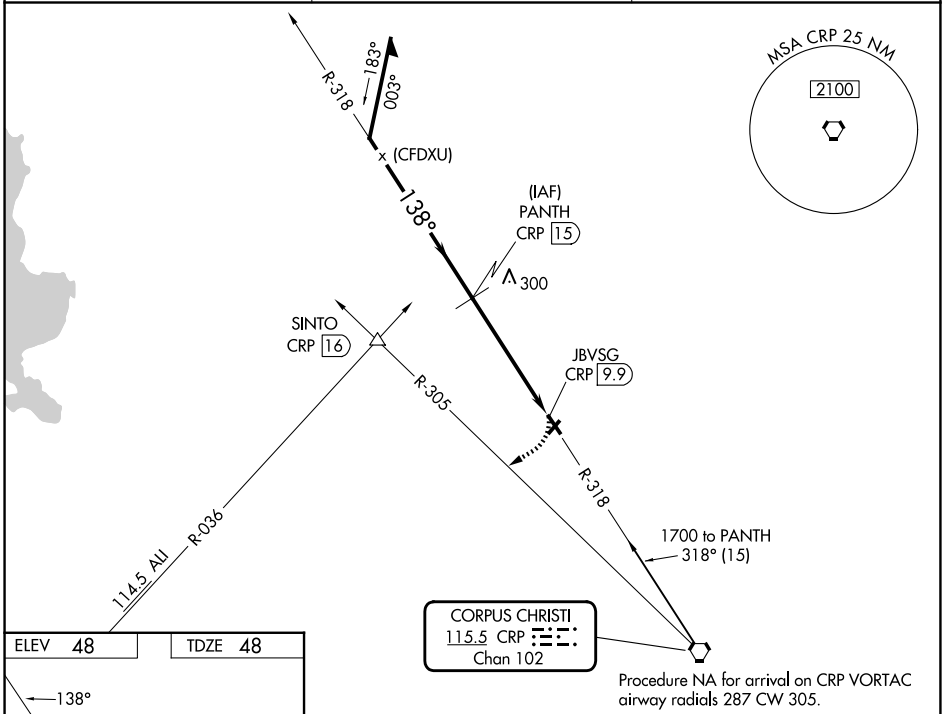 MSA CRP 25 NM
2100
R-318
183°
003°
x (CFDXU)
138°
(IAF)
PANTH
CRP 15
300
SINTO
CRP 16
JBVSG
CRP 9.9
R-305
R-318
R-036
114.5 ALI
1700 to PANTH
318° (15)
CORPUS CHRISTI
115.5 CRP
Chan 102
Procedure NA for arrival on CRP VORTAC
airway radials 287 CW 305.
ELEV 48
TDZE 48
138°